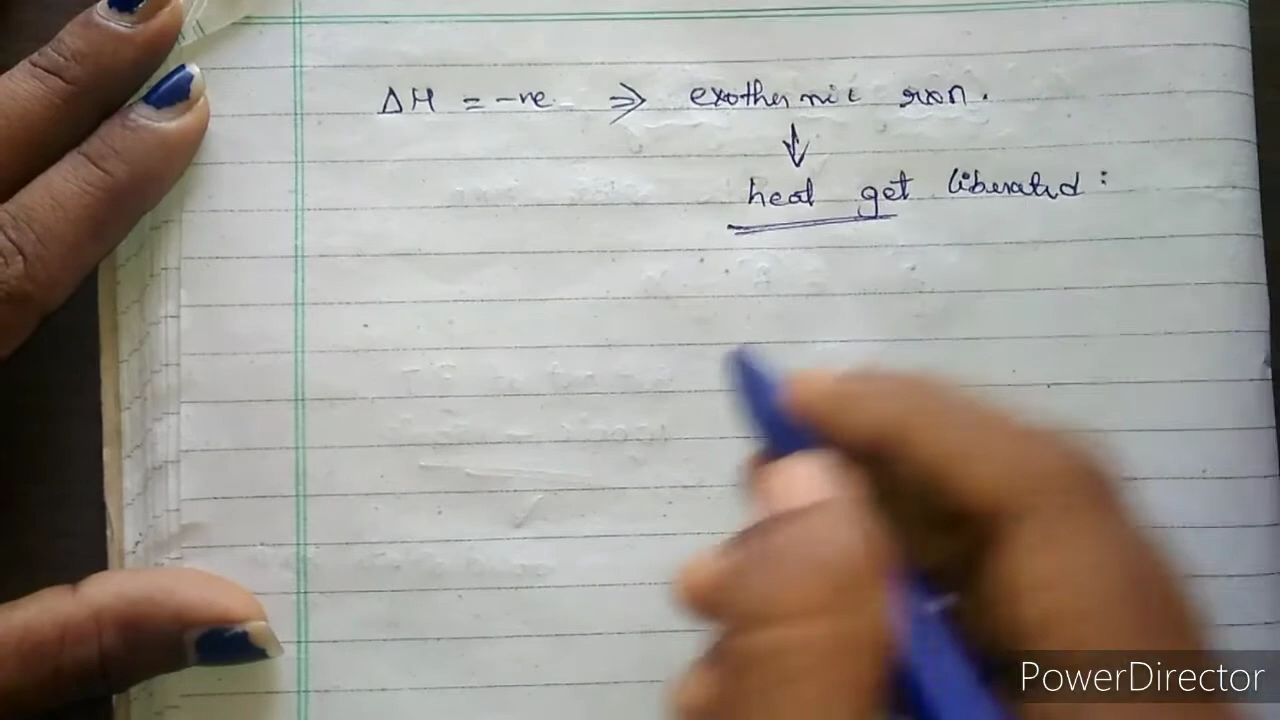 ΔH = -ve ⇒ exothermic rxn.
↓
heat get liberated :
PowerDirector